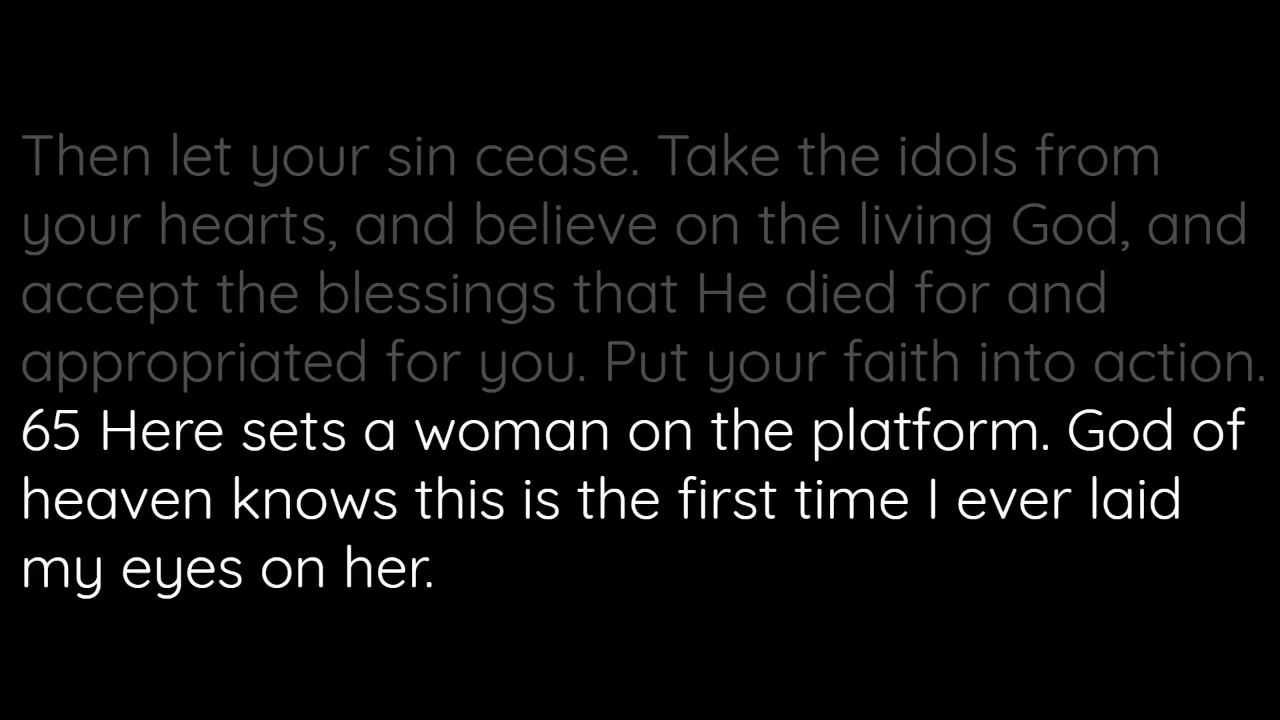 Then let your sin cease. Take the idols from
your hearts, and believe on the living God, and
accept the blessings that He died for and
appropriated for you. Put your faith into action.
65 Here sets a woman on the platform. God of
heaven knows this is the first time I ever laid
my eyes on her.